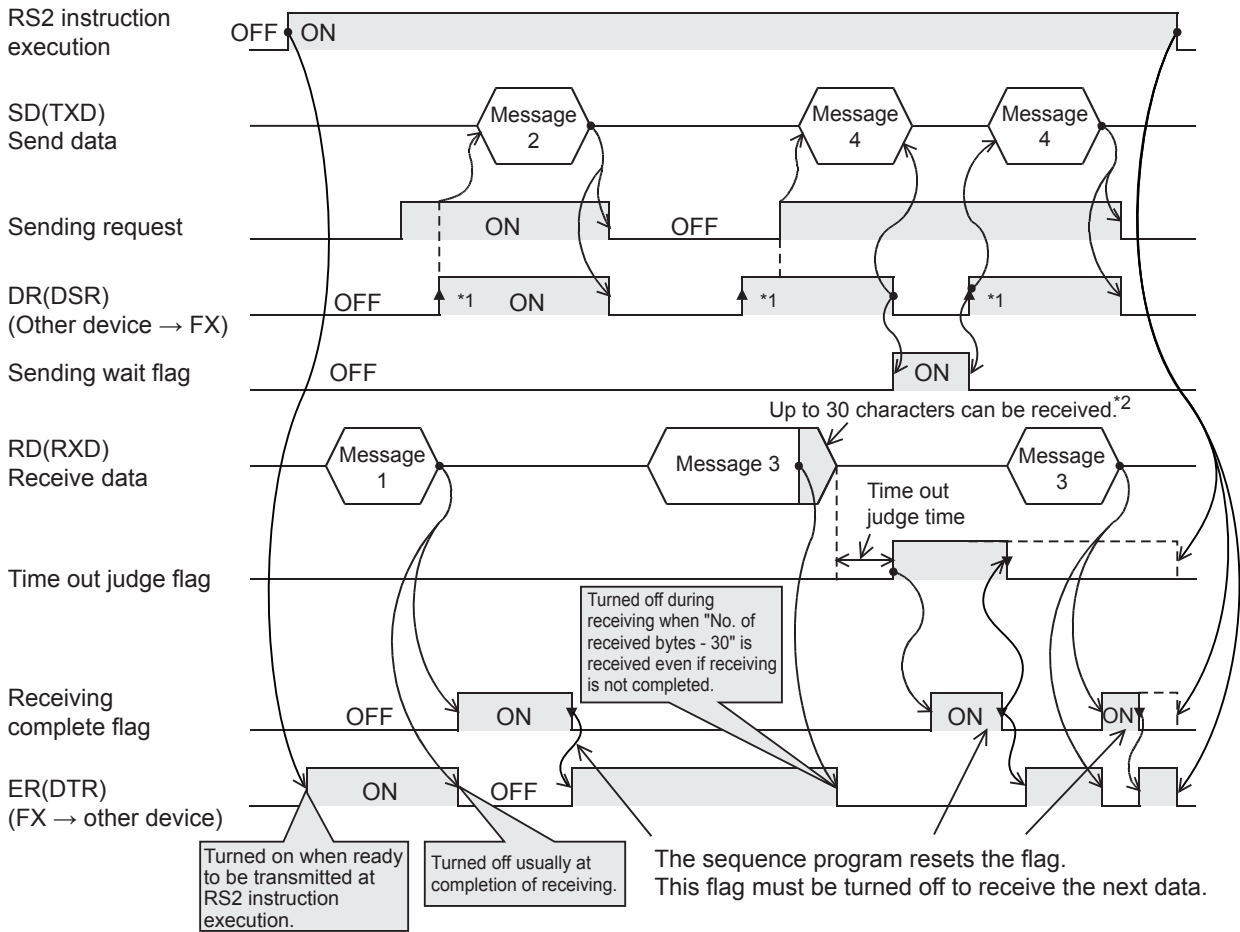 RS2 instruction
execution
OFF
ON
SD(TXD)
Send data
Message
2
Message
4
Message
4
Sending request
ON
OFF
DR(DSR)
(Other device → FX)
OFF
*1
ON
*1
*1
Sending wait flag
OFF
ON
Up to 30 characters can be received.*2
RD(RXD)
Receive data
Message
1
Message 3
Message
3
Time out
judge time
Time out judge flag
Turned off during
receiving when "No. of
received bytes - 30" is
received even if receiving
is not completed.
Receiving
complete flag
OFF
ON
ON
ON
ER(DTR)
(FX → other device)
ON
OFF
Turned on when ready
to be transmitted at
RS2 instruction
execution.
Turned off usually at
completion of receiving.
The sequence program resets the flag.
This flag must be turned off to receive the next data.